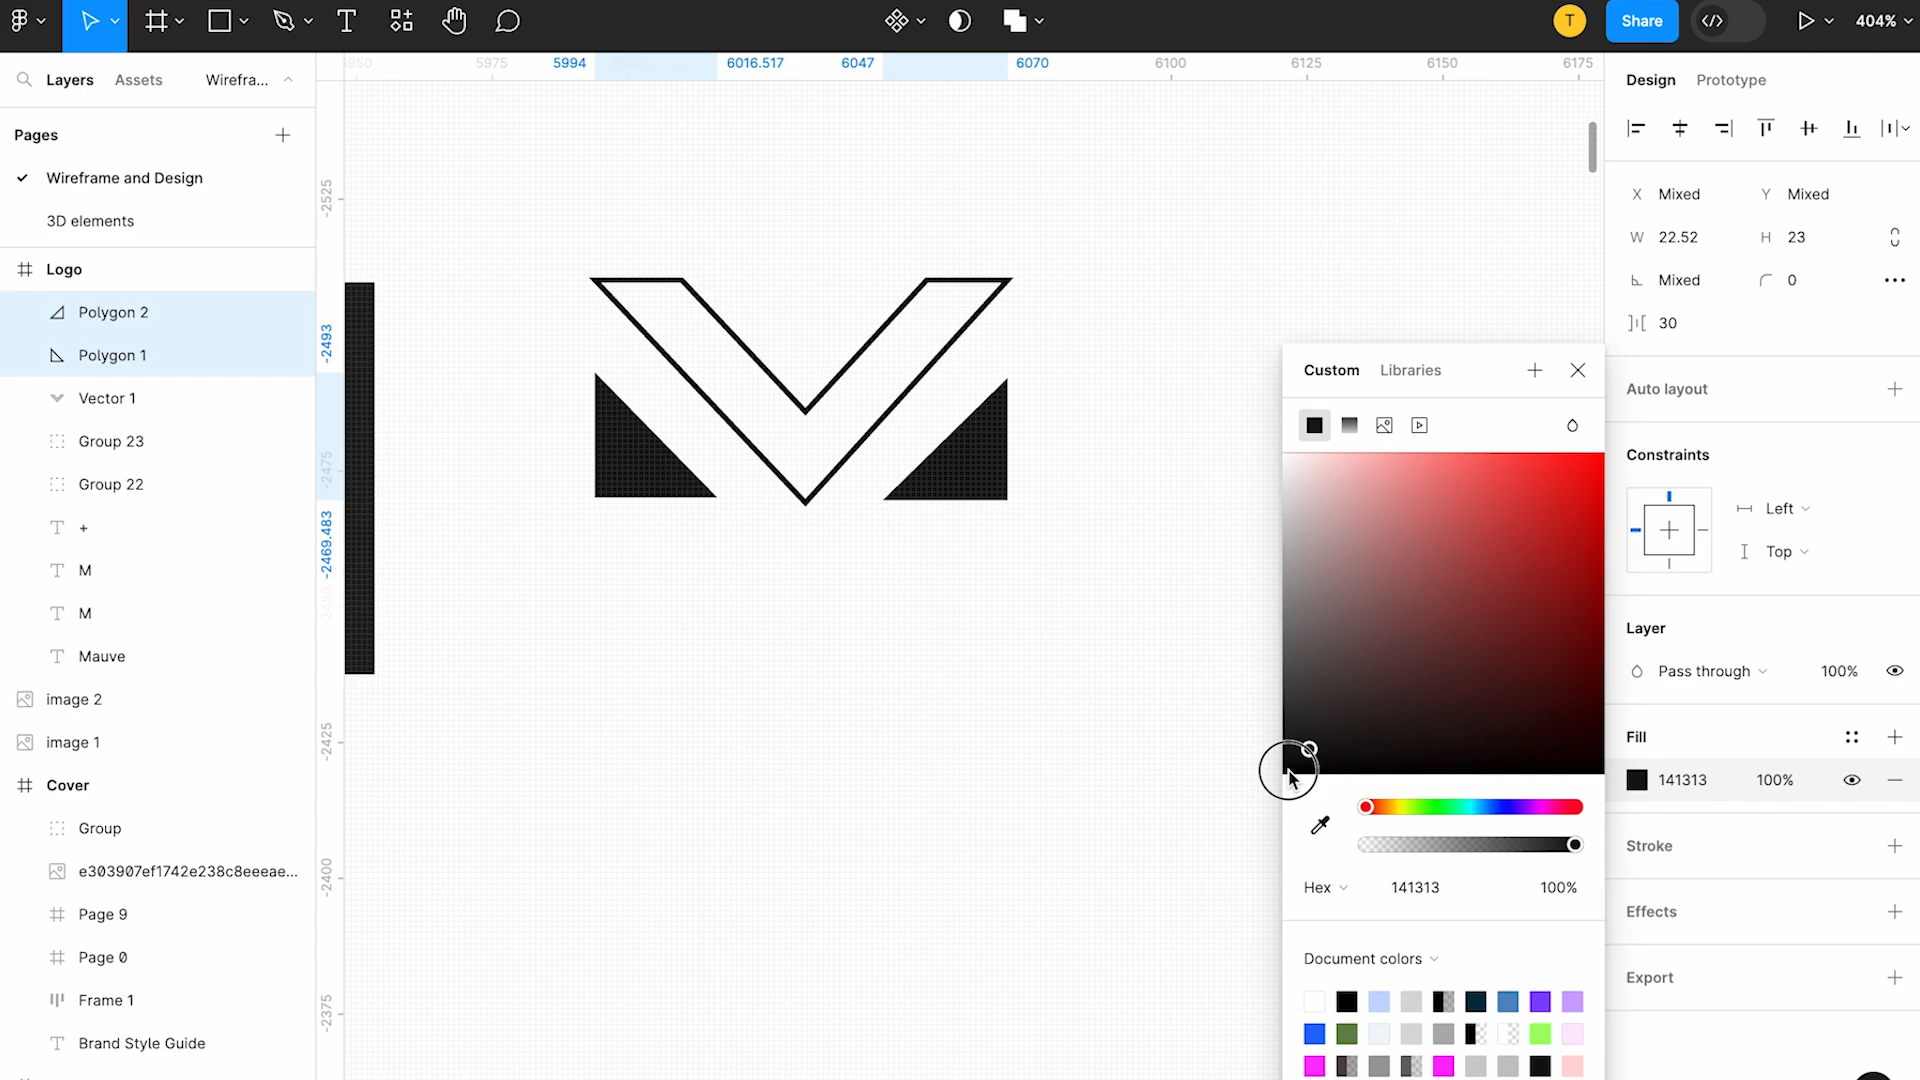 T
Share
404%
Layers
Assets
Wirefra...
Pages
Wireframe and Design
3D elements
Logo
Polygon 2
Polygon 1
Vector 1
Group 23
Group 22
+
M
M
Mauve
image 2
image 1
Cover
Group
e303907ef1742e238c8eeeae...
Page 9
Page 0
Frame 1
Brand Style Guide
5950
5975
5994
6016.517
6047
6070
6100
6125
6150
6175
-2525
-2493
-2475
-2469.483
-2450
-2425
-2400
-2375
Custom
Libraries
Hex
141313
100%
Document colors
Design
Prototype
X Mixed
Y Mixed
W 22.52
H 23
Mixed
0
30
Auto layout
Constraints
Left
Top
Layer
Pass through
100%
Fill
141313
100%
Stroke
Effects
Export